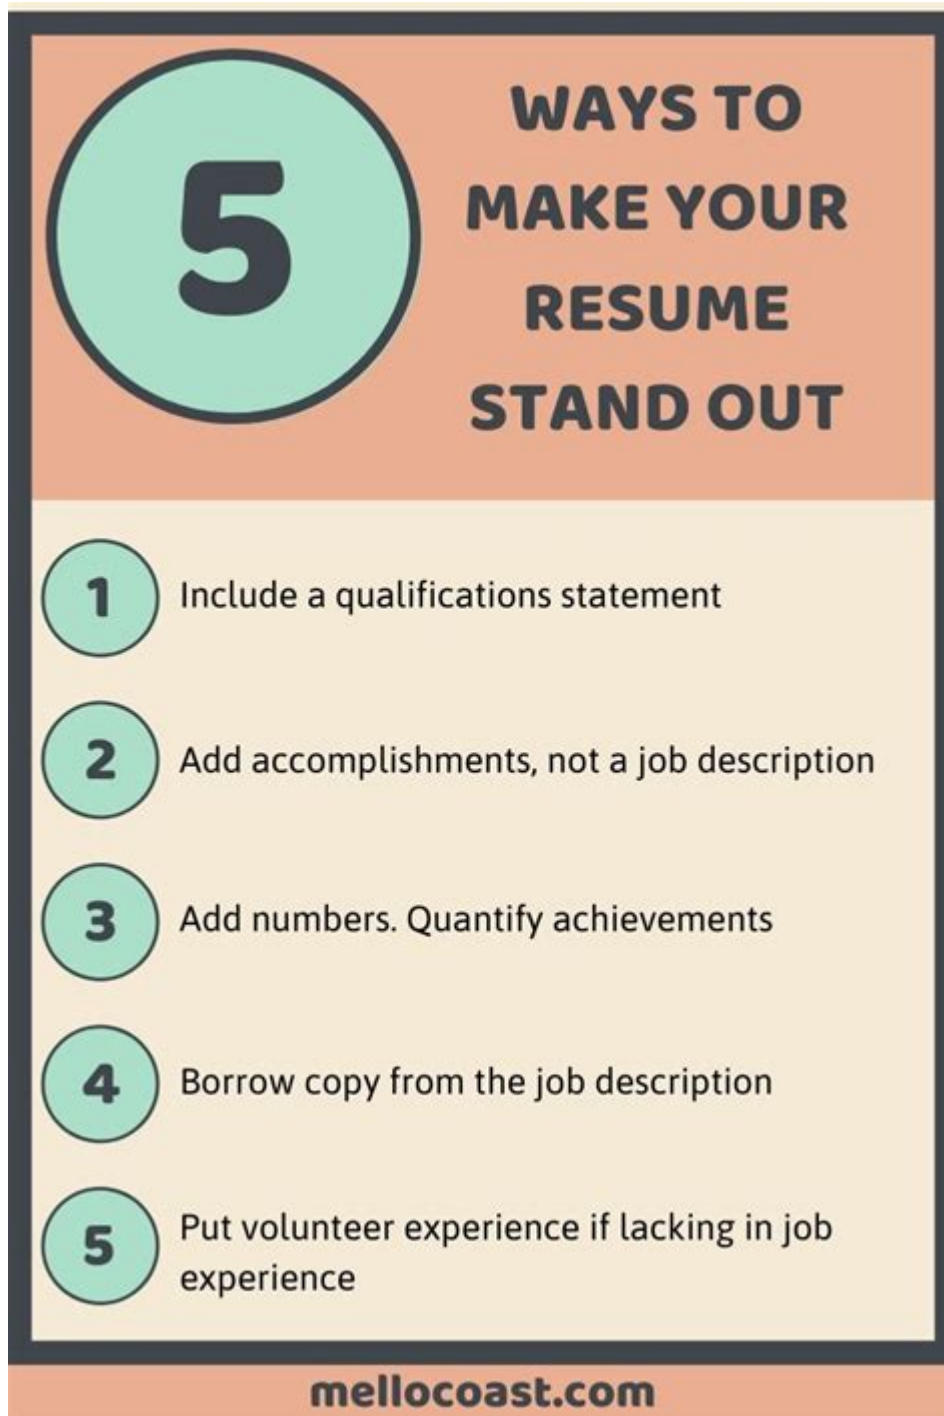 5
WAYS TO
MAKE YOUR
RESUME
STAND OUT
1
Include a qualifications statement
2
Add accomplishments, not a job description
3
Add numbers. Quantify achievements
4
Borrow copy from the job description
5
Put volunteer experience if lacking in job
experience
mellocoast.com